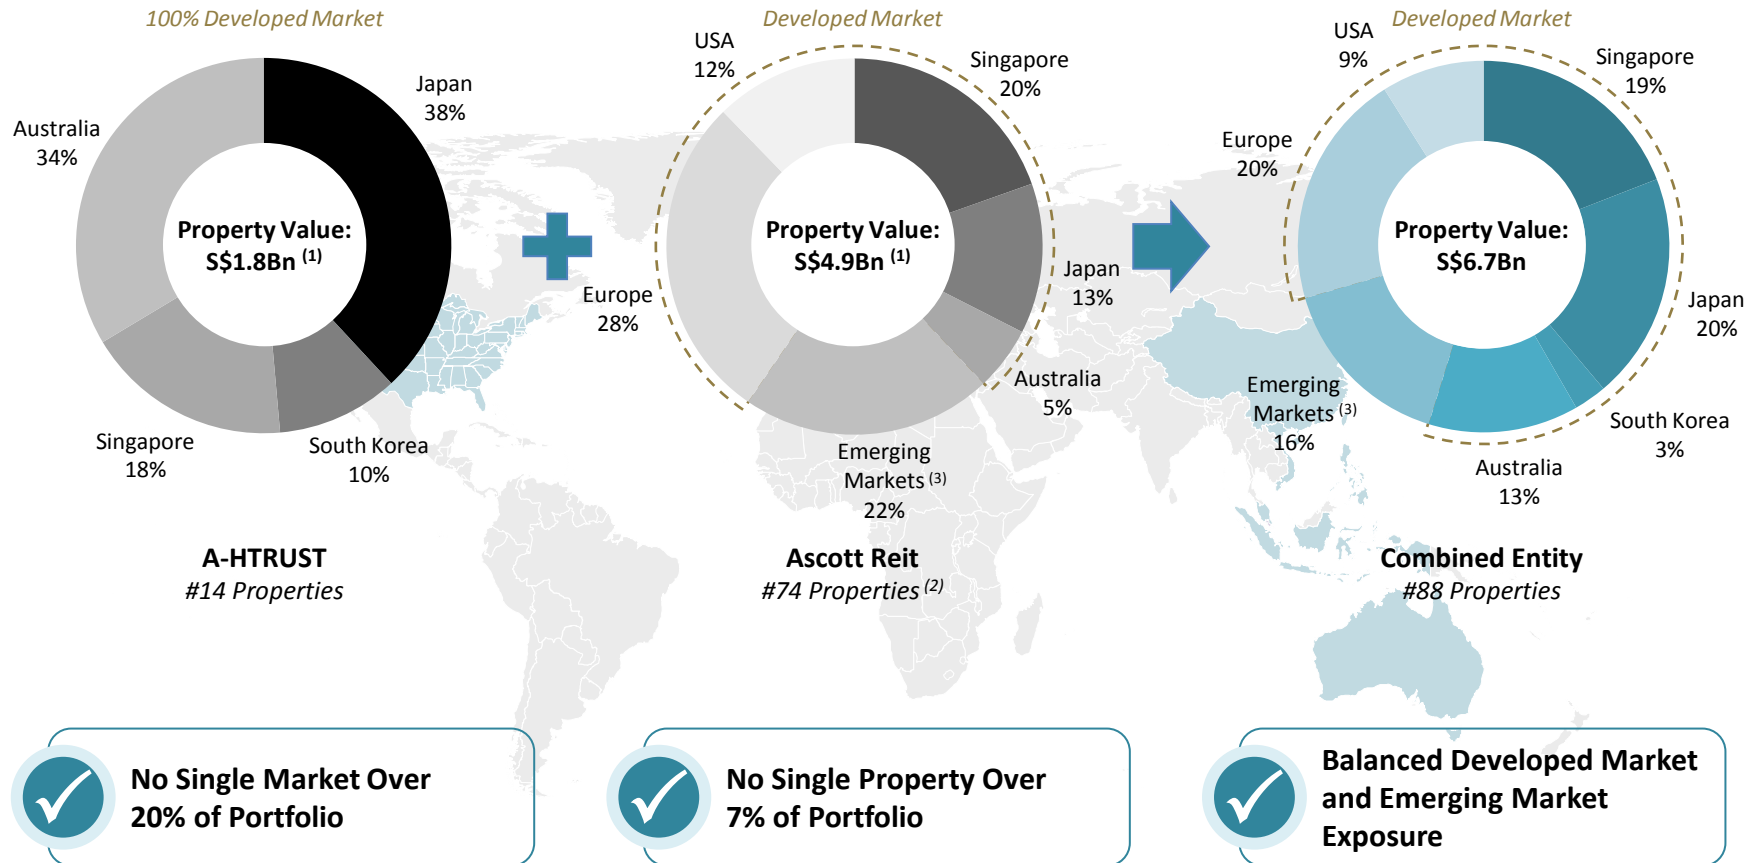 100% Developed Market
Japan
38%
Australia
34%
Property Value:
S$1.8Bn (1)
Singapore
18%
South Korea
10%
A-HTRUST
#14 Properties
Developed Market
USA
12%
Singapore
20%
Property Value:
S$4.9Bn (1)
Europe
28%
Japan
13%
Australia
5%
Emerging
Markets (3)
22%
Ascott Reit
#74 Properties (2)
Developed Market
USA
9%
Singapore
19%
Europe
20%
Property Value:
S$6.7Bn
Japan
20%
Emerging
Markets (3)
16%
South Korea
3%
Australia
13%
Combined Entity
#88 Properties
No Single Market Over
20% of Portfolio
No Single Property Over
7% of Portfolio
Balanced Developed Market
and Emerging Market
Exposure